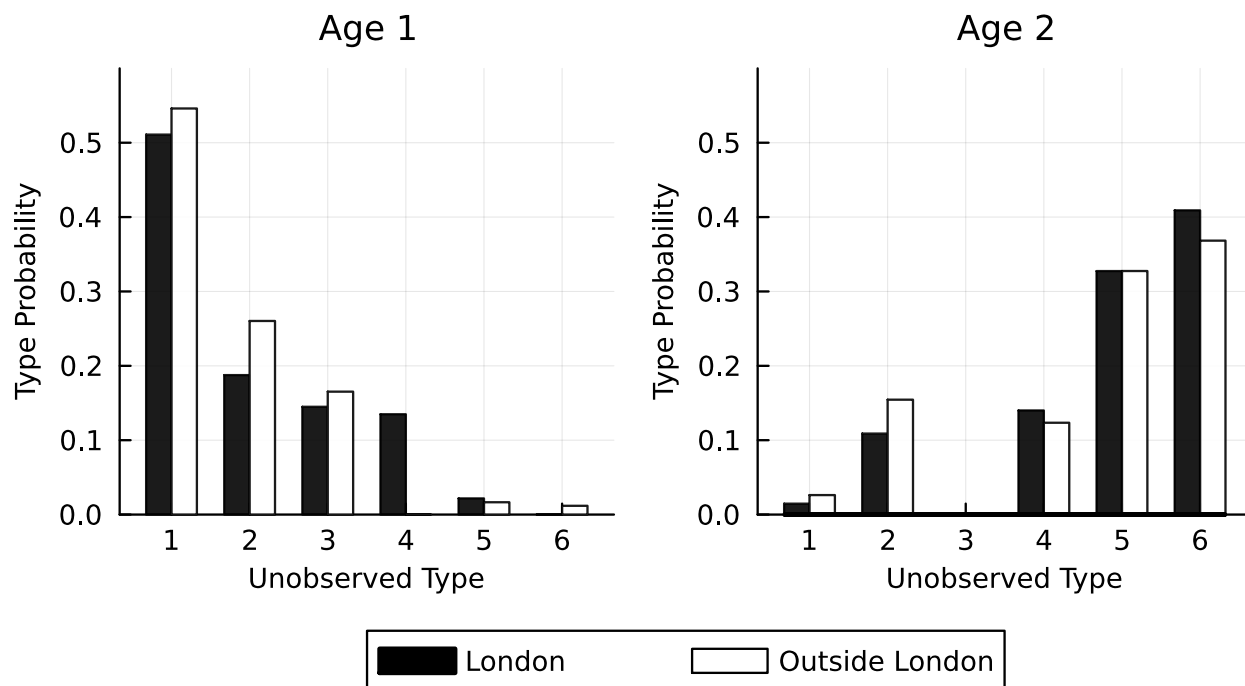 Age 1
Type Probability
0.5
0.4
0.3
0.2
0.1
0.0
1 2 3 4 5 6
Unobserved Type
Age 2
Type Probability
0.5
0.4
0.3
0.2
0.1
0.0
1 2 3 4 5 6
Unobserved Type
London
Outside London